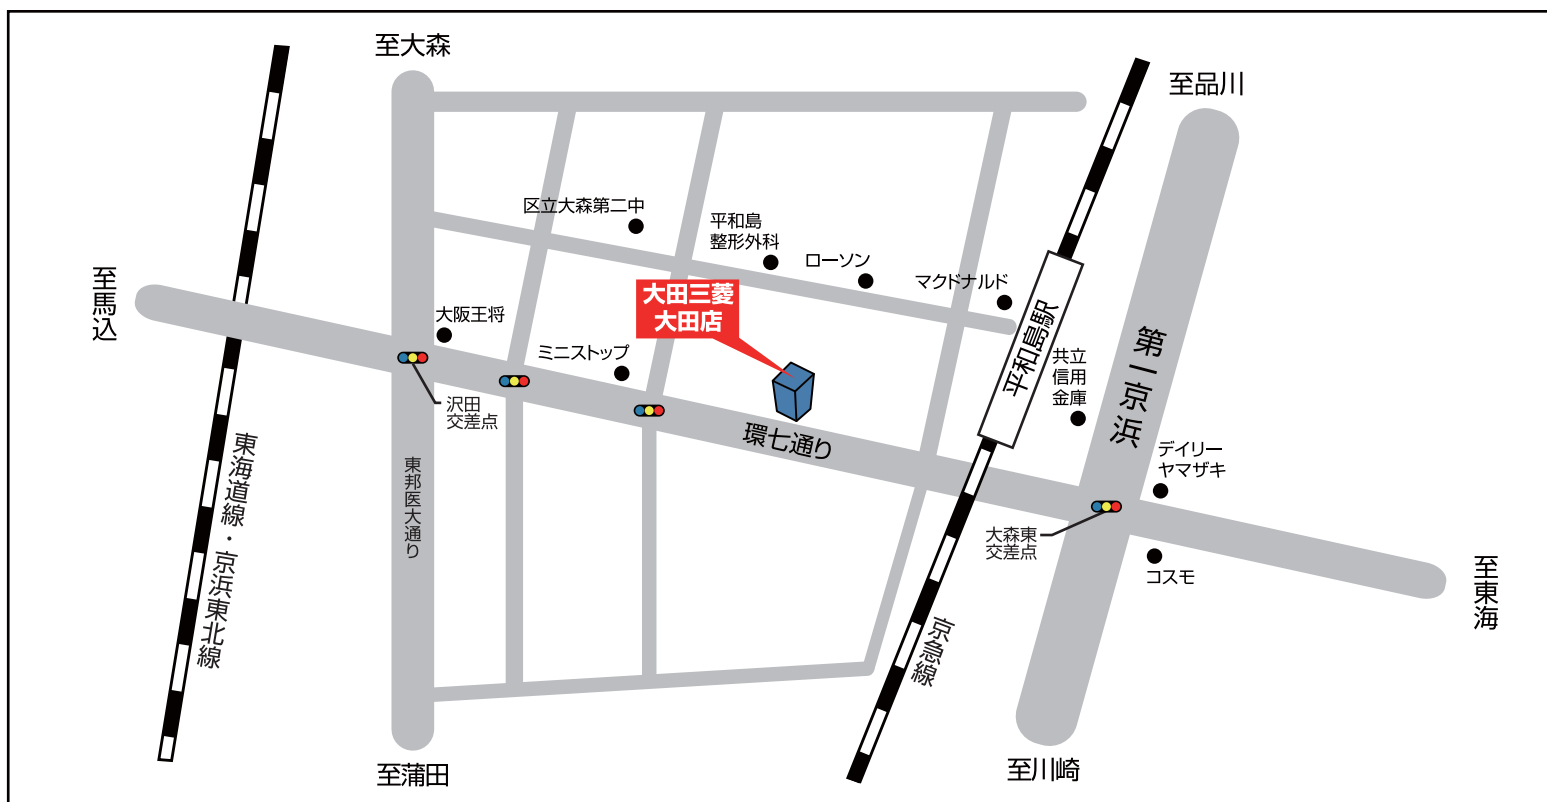 至大森
至品川
区立大森第二中
平和島
整形外科
ローソン
マクドナルド
至馬込
大田三菱
大田店
大阪王将
ミニストップ
平和島駅
共立
信用
金庫
第一京浜
沢田
交差点
環七通り
デイリー
ヤマザキ
東海道線・京浜東北線
東邦医大通り
大森東
交差点
コスモ
至東海
京急線
至蒲田
至川崎